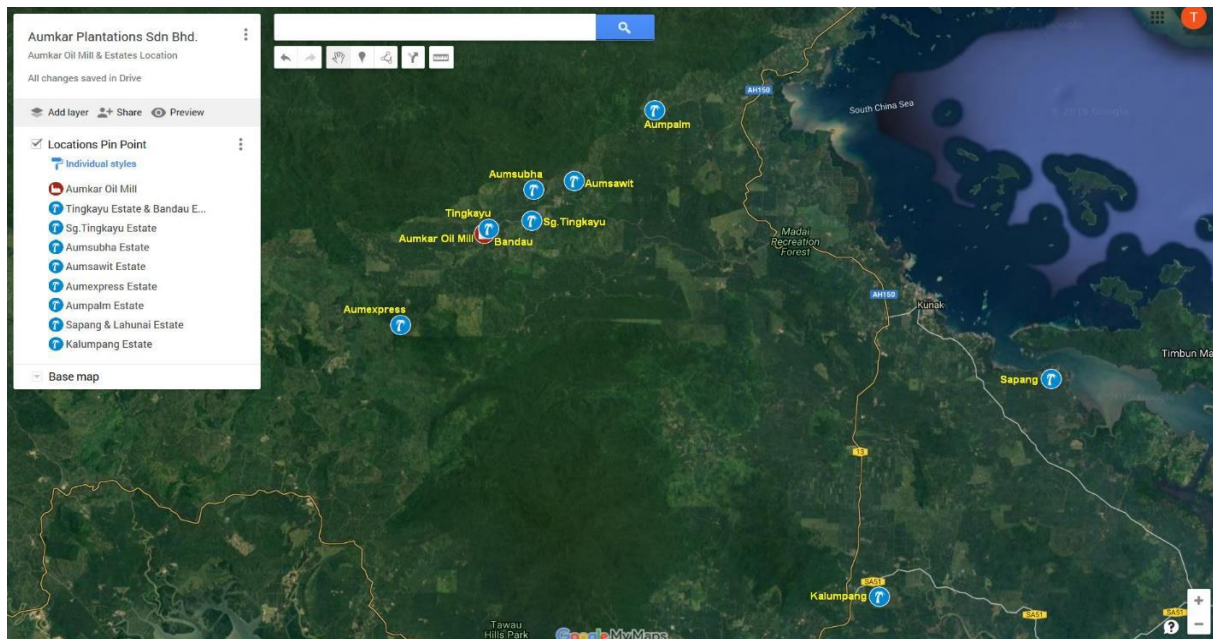 Aumkar Plantations Sdn Bhd.
Aumkar Oil Mill & Estates Location
All changes saved in Drive
Add layer Share Preview
Locations Pin Point
Individual styles
Aumkar Oil Mill
Tingkayu Estate & Bandau E...
Sg.Tingkayu Estate
Aumsubha Estate
Aumsawit Estate
Aumexpress Estate
Aumpalm Estate
Sapang & Lahunai Estate
Kalumpang Estate
Base map
T
AH150
South China Sea
Aumpalm
Aumsubha
Aumsawit
Tingkayu
Sg.Tingkayu
Aumkar Oil Mill
Bandau
Madai
Recreation
Forest
AH150
Kunak
Aumexpress
Timbun Ma
Sapang
13
SA51
Kalumpang
SA51
SA51
Tawau
Hills Park
Google My Maps
+
?
−